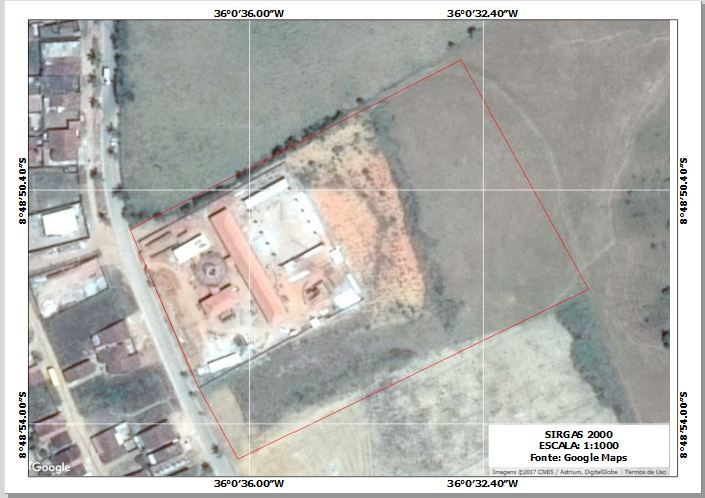 36°0'36.00"W 36°0'32.40"W
8°48'50.40"S 8°48'50.40"S
8°48'54.00"S 8°48'54.00"S
SIRGAS 2000
ESCALA: 1:1000
Fonte: Google Maps
Google
Imagens ©2017 CNES / Astrium, DigitalGlobe Termos de Uso
36°0'36.00"W 36°0'32.40"W